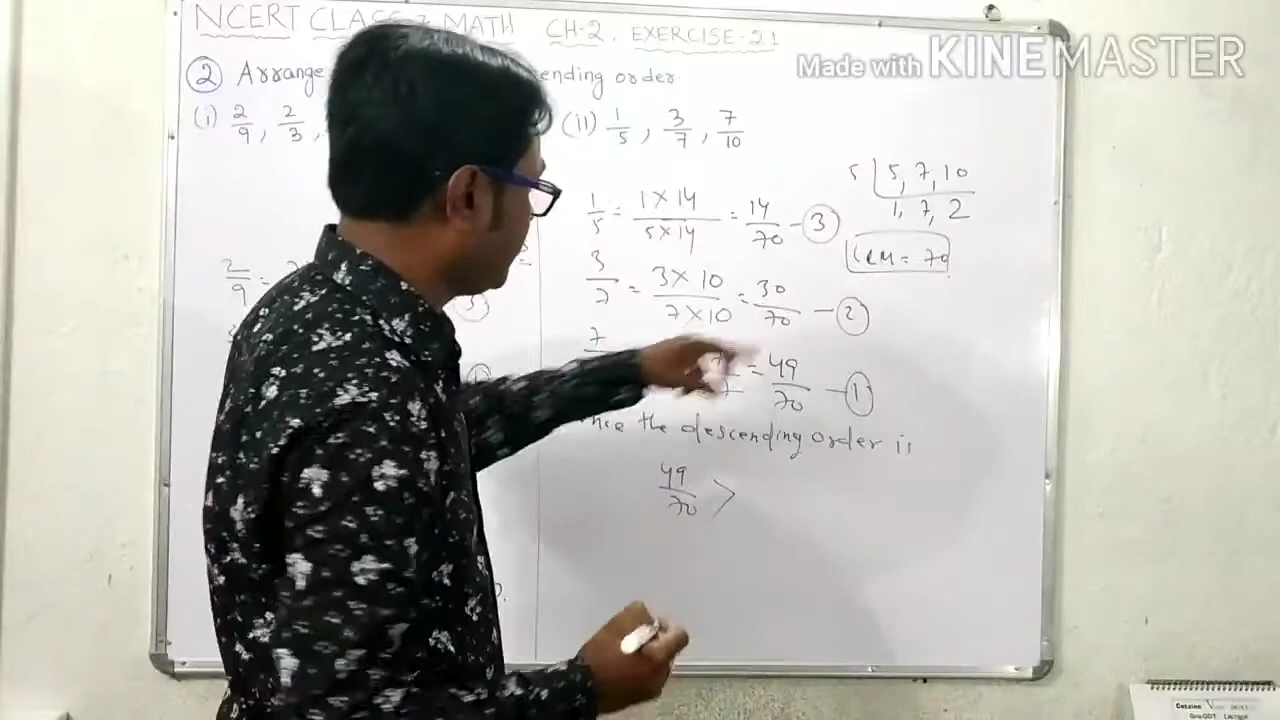 NCERT CLASS 7 MATH CH-2, EXERCISE-2.1
Made with KINEMASTER
② Arrange ending order.
(i) 2/9, 2/3,
(ii) 1/5, 3/7, 7/10
5 | 5, 7, 10
1, 7, 2
LCM = 70
1/5 = 1×14/5×14 = 14/70 — ③
3/7 = 3×10/7×10 = 30/70 — ②
7
= 49/70 — ①
2/9 =
nce the descending order is
49/70 >